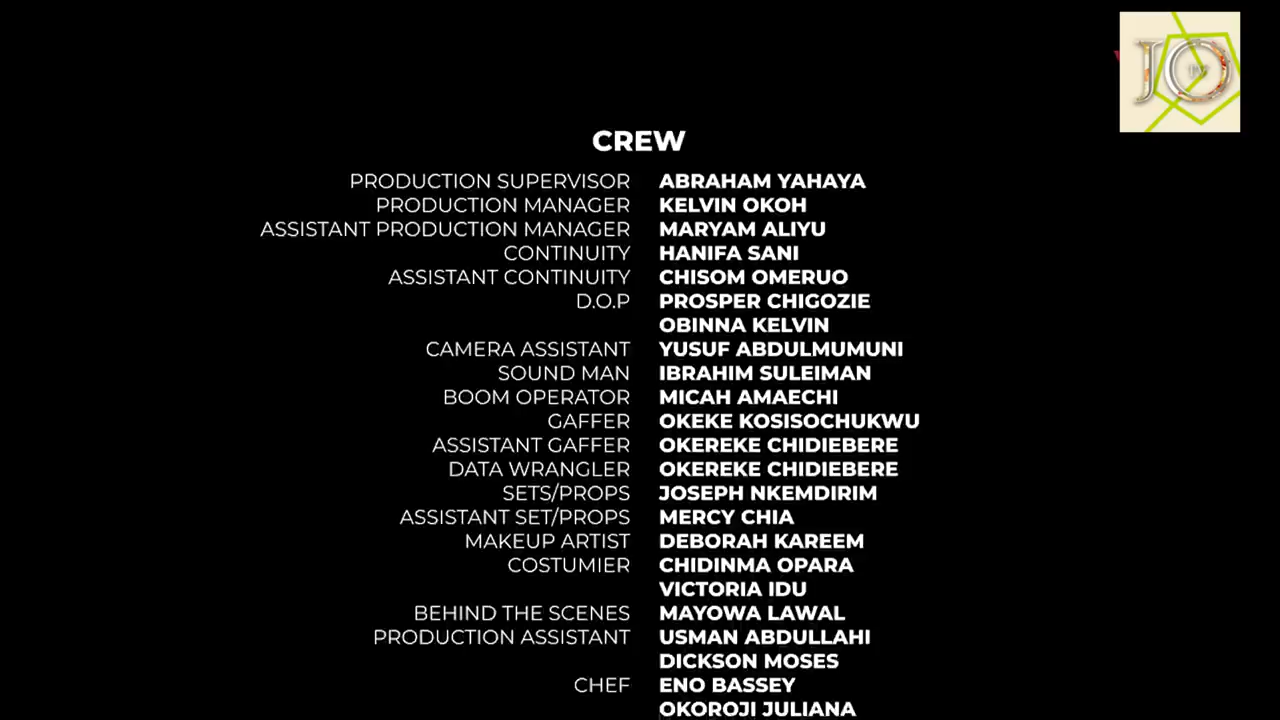 JO
TV
CREW
PRODUCTION SUPERVISOR ABRAHAM YAHAYA
PRODUCTION MANAGER KELVIN OKOH
ASSISTANT PRODUCTION MANAGER MARYAM ALIYU
CONTINUITY HANIFA SANI
ASSISTANT CONTINUITY CHISOM OMERUO
D.O.P PROSPER CHIGOZIE
OBINNA KELVIN
CAMERA ASSISTANT YUSUF ABDULMUMUNI
SOUND MAN IBRAHIM SULEIMAN
BOOM OPERATOR MICAH AMAECHI
GAFFER OKEKE KOSISOCHUKWU
ASSISTANT GAFFER OKEREKE CHIDIEBERE
DATA WRANGLER OKEREKE CHIDIEBERE
SETS/PROPS JOSEPH NKEMDIRIM
ASSISTANT SET/PROPS MERCY CHIA
MAKEUP ARTIST DEBORAH KAREEM
COSTUMIER CHIDINMA OPARA
VICTORIA IDU
BEHIND THE SCENES MAYOWA LAWAL
PRODUCTION ASSISTANT USMAN ABDULLAHI
DICKSON MOSES
CHEF ENO BASSEY
OKOROJI JULIANA